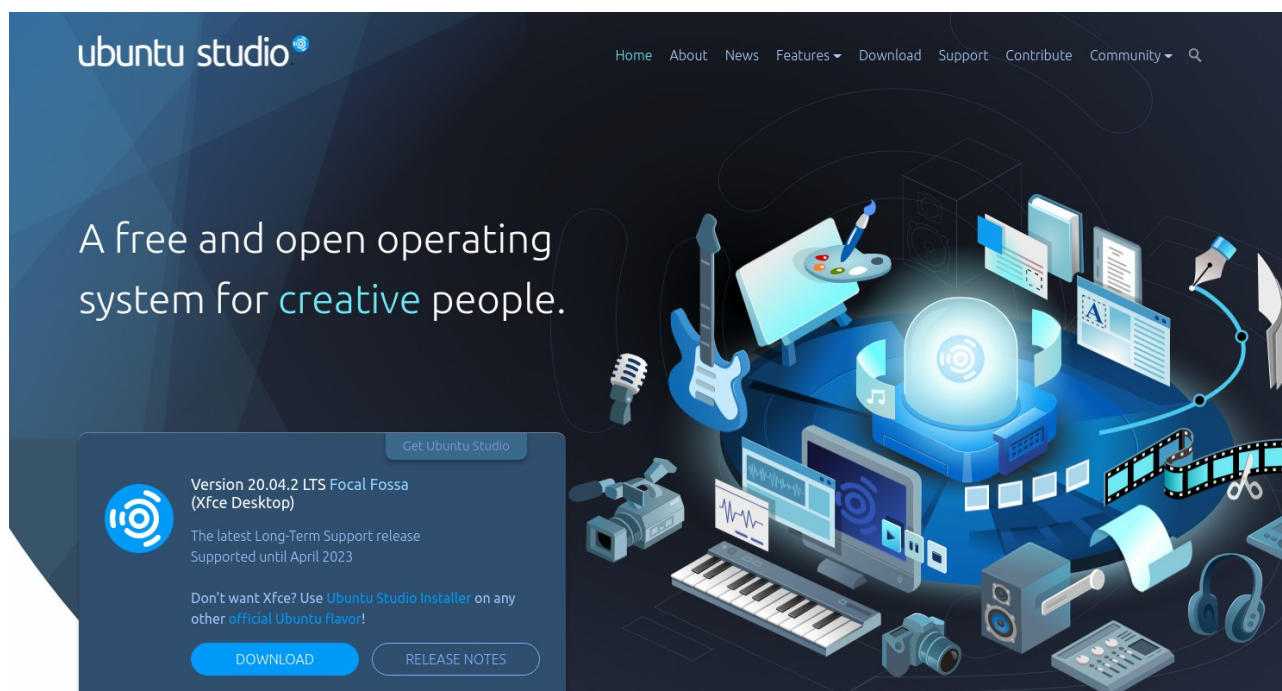 ubuntu studio
Home About News Features Download Support Contribute Community
A free and open operating
system for creative people.
Get Ubuntu Studio
Version 20.04.2 LTS Focal Fossa
(Xfce Desktop)
The latest Long-Term Support release
Supported until April 2023
Don't want Xfce? Use Ubuntu Studio Installer on any
other official Ubuntu flavor!
DOWNLOAD RELEASE NOTES
A